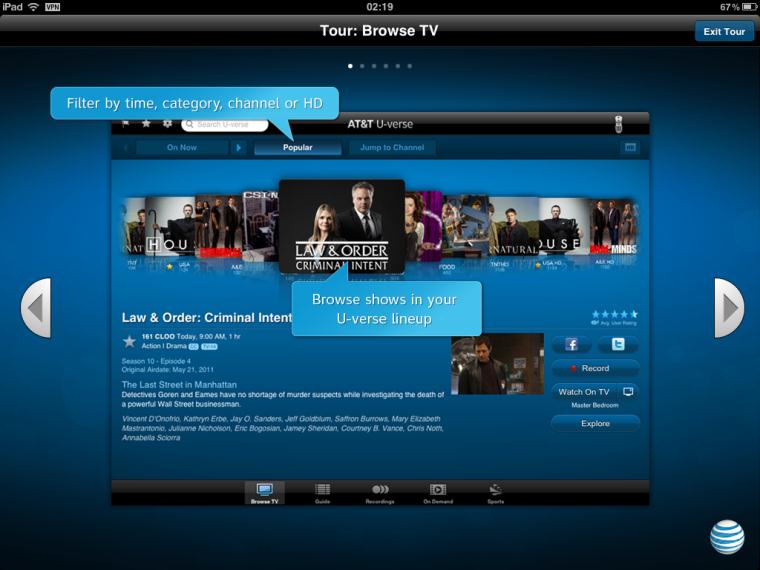 iPad VPN 02:19 67%
Tour: Browse TV
Exit Tour
Filter by time, category, channel or HD
Search U-verse
AT&T U-verse
On Now
Popular
Jump to Channel
HD
CSI:
HOU
LAW & ORDER
CRIMINAL INTENT
NATURAL
OUSE
MINDS
USA
A&E
FOOD
TNTHD
USA HD
A&E HD
Browse shows in your
U-verse lineup
Law & Order: Criminal Intent
Avg. User Rating
161 CLOO Today, 9:00 AM, 1 hr
Action | Drama CC TV-14
Season 10 - Episode 4
Original Airdate: May 21, 2011
The Last Street in Manhattan
Detectives Goren and Eames have no shortage of murder suspects while investigating the death of
a powerful Wall Street businessman.
Vincent D'Onofrio, Kathryn Erbe, Jay O. Sanders, Jeff Goldblum, Saffron Burrows, Mary Elizabeth
Mastrantonio, Julianne Nicholson, Eric Bogosian, Jamey Sheridan, Courtney B. Vance, Chris Noth,
Annabella Sciorra
Record
Watch On TV
Master Bedroom
Explore
Browse TV
Guide
Recordings
On Demand
Sports